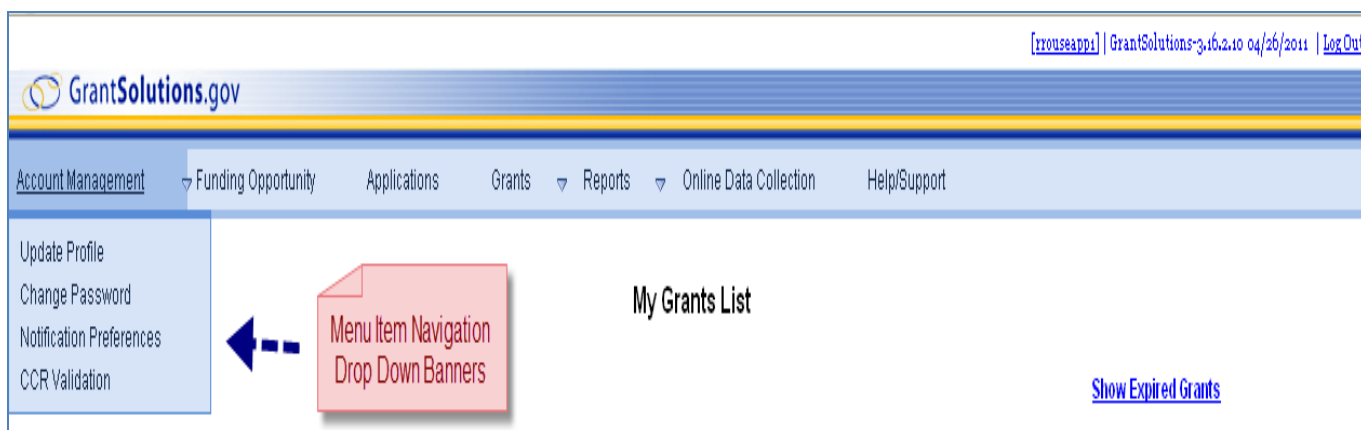 [rrouseapp1] | GrantSolutions-3.16.2.10 04/26/2011 | Log Out
GrantSolutions.gov
Account Management Funding Opportunity Applications Grants Reports Online Data Collection Help/Support
Update Profile
Change Password
Notification Preferences
CCR Validation
Menu Item Navigation
Drop Down Banners
My Grants List
Show Expired Grants